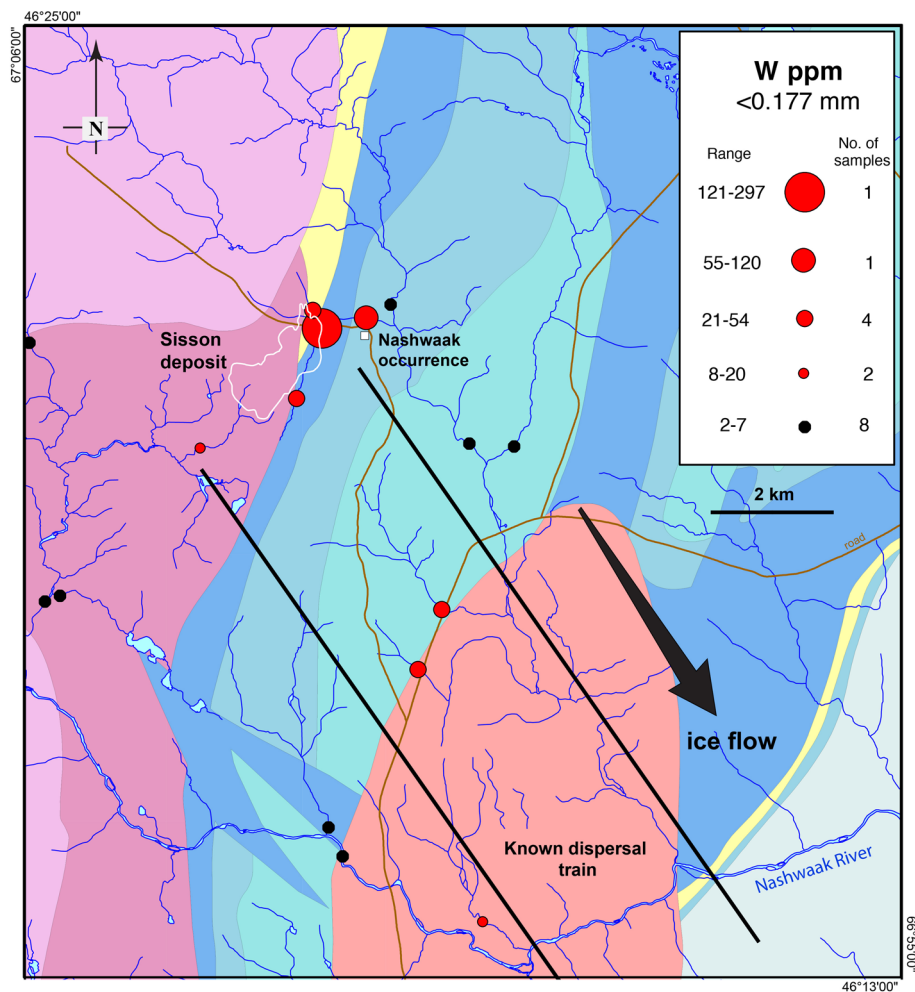 46°25'00"
67°06'00"
N
W ppm
<0.177 mm
Range
No. of
samples
121-297
1
55-120
1
21-54
4
8-20
2
2-7
8
2 km
Sisson
deposit
Nashwaak
occurrence
road
ice flow
Known dispersal
train
Nashwaak River
66°55'00"
46°13'00"